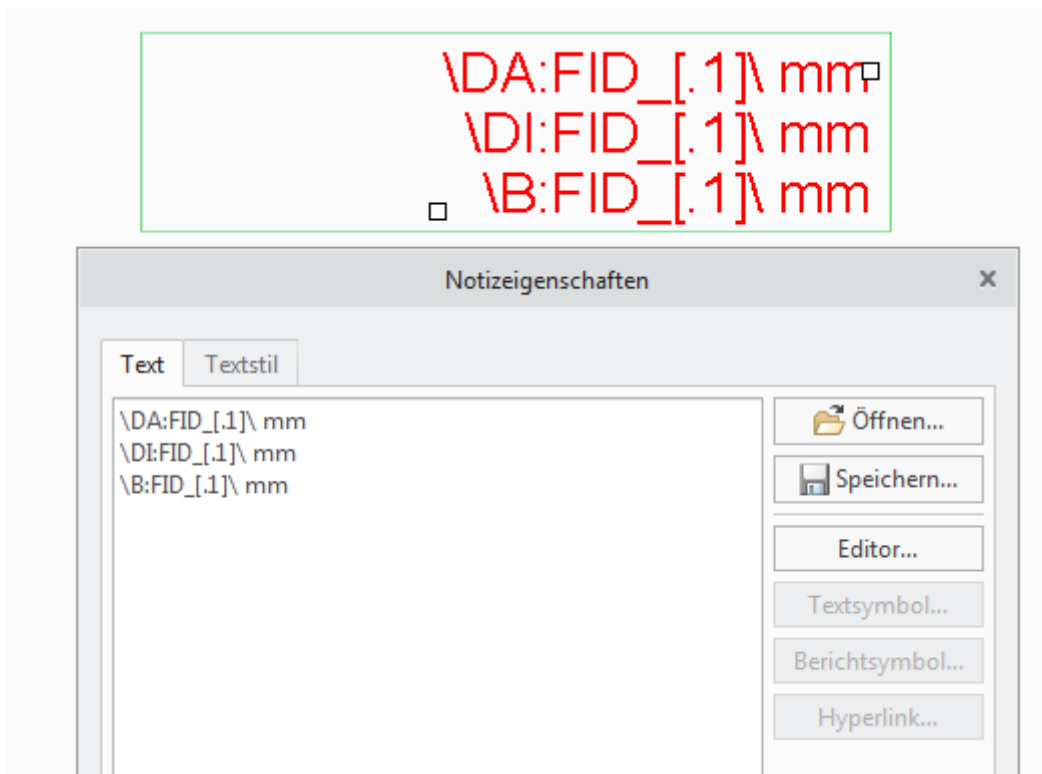 \DA:FID_[.1]\ mm
\DI:FID_[.1]\ mm
\B:FID_[.1]\ mm
Notizeigenschaften x
Text Textstil
\DA:FID_[.1]\ mm
\DI:FID_[.1]\ mm
\B:FID_[.1]\ mm
Öffnen...
Speichern...
Editor...
Textsymbol...
Berichtsymbol...
Hyperlink...